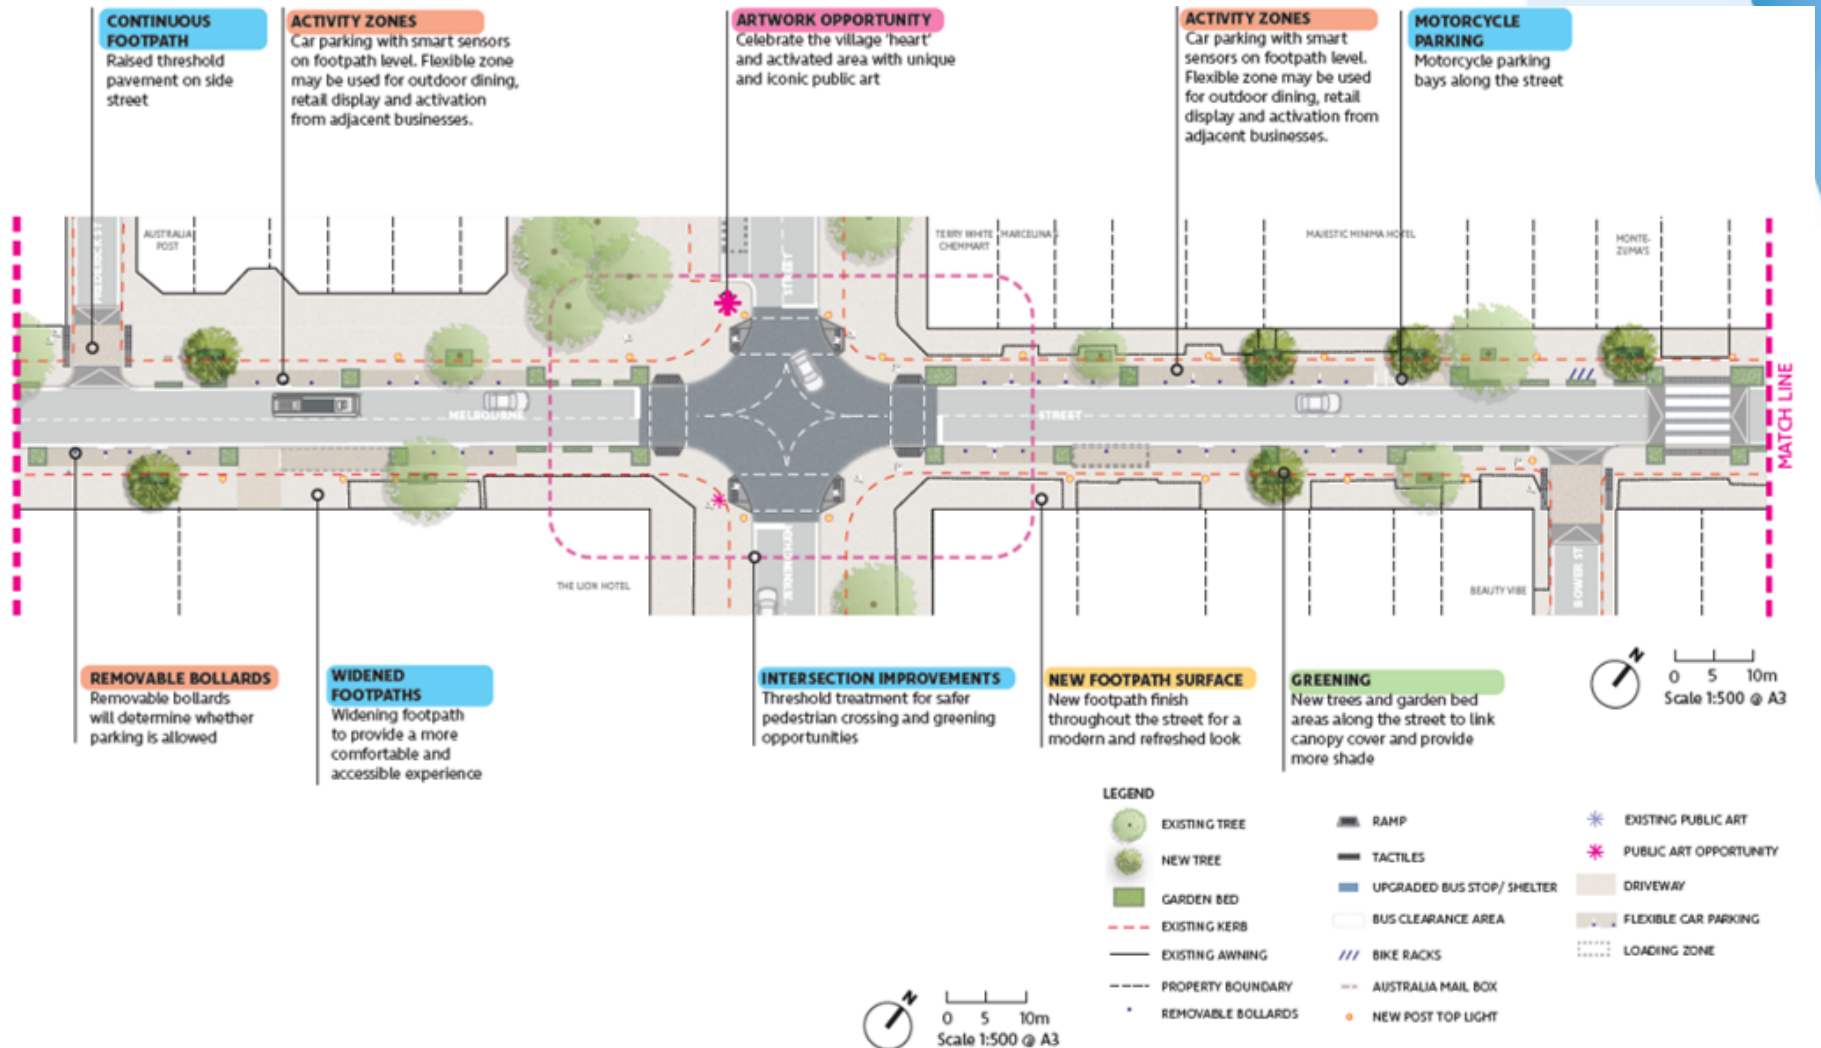 CONTINUOUS
FOOTPATH
Raised threshold
pavement on side
street
ACTIVITY ZONES
Car parking with smart sensors
on footpath level. Flexible zone
may be used for outdoor dining,
retail display and activation
from adjacent businesses.
ARTWORK OPPORTUNITY
Celebrate the village 'heart'
and activated area with unique
and iconic public art
ACTIVITY ZONES
Car parking with smart
sensors on footpath level.
Flexible zone may be used
for outdoor dining, retail
display and activation from
adjacent businesses.
MOTORCYCLE
PARKING
Motorcycle parking
bays along the street
FREDERICK ST
AUSTRALIA
POST
STREET
TERRY WHITE
CHEMMART
MARCELINA'S
MAJESTIC MINIMA HOTEL
MONTE-
ZUMA'S
MELBOURNE
STREET
MATCH LINE
THE LION HOTEL
BEAUTY VIBE
BOWER ST
REMOVABLE BOLLARDS
Removable bollards
will determine whether
parking is allowed
WIDENED
FOOTPATHS
Widening footpath
to provide a more
comfortable and
accessible experience
INTERSECTION IMPROVEMENTS
Threshold treatment for safer
pedestrian crossing and greening
opportunities
NEW FOOTPATH SURFACE
New footpath finish
throughout the street for a
modern and refreshed look
GREENING
New trees and garden bed
areas along the street to link
canopy cover and provide
more shade
N
0 5 10m
Scale 1:500 @ A3
LEGEND
EXISTING TREE
NEW TREE
GARDEN BED
EXISTING KERB
EXISTING AWNING
PROPERTY BOUNDARY
REMOVABLE BOLLARDS
RAMP
TACTILES
UPGRADED BUS STOP/ SHELTER
BUS CLEARANCE AREA
BIKE RACKS
AUSTRALIA MAIL BOX
NEW POST TOP LIGHT
EXISTING PUBLIC ART
PUBLIC ART OPPORTUNITY
DRIVEWAY
FLEXIBLE CAR PARKING
LOADING ZONE
N
0 5 10m
Scale 1:500 @ A3